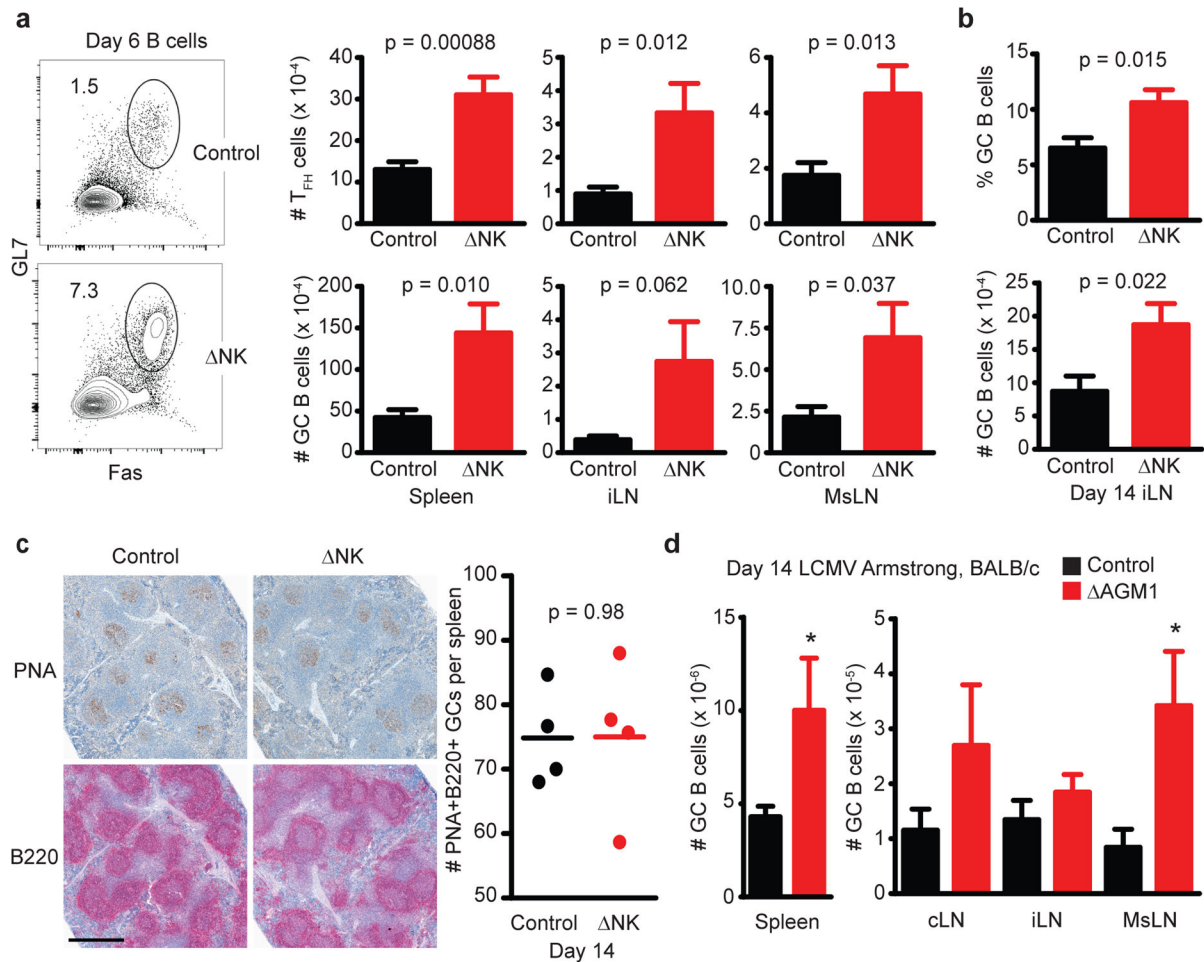 a
Day 6 B cells
1.5
Control
7.3
ΔNK
GL7
Fas
# TFH cells (x 10-4)
p = 0.00088
40
30
20
10
0
Control ΔNK
p = 0.012
5
4
3
2
1
0
Control ΔNK
p = 0.013
6
4
2
0
Control ΔNK
# GC B cells (x 10-4)
p = 0.010
200
150
100
50
0
Control ΔNK
Spleen
p = 0.062
5
4
3
2
1
0
Control ΔNK
iLN
p = 0.037
10.0
7.5
5.0
2.5
0
Control ΔNK
MsLN
b
% GC B cells
p = 0.015
15
10
5
0
Control ΔNK
# GC B cells (x 10-4)
p = 0.022
25
20
15
10
5
0
Control ΔNK
Day 14 iLN
c
Control ΔNK
PNA
B220
# PNA+B220+ GCs per spleen
p = 0.98
100
90
80
70
60
50
Control ΔNK
Day 14
d
Day 14 LCMV Armstrong, BALB/c
Control
ΔAGM1
# GC B cells (x 10-6)
15
10
5
0
*
Spleen
# GC B cells (x 10-5)
5
4
3
2
1
0
*
cLN iLN MsLN